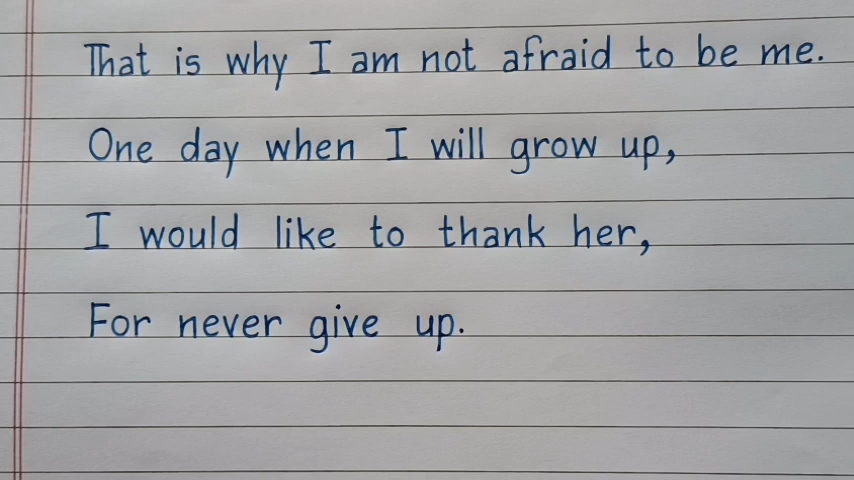 That is why I am not afraid to be me.
One day when I will grow up,
I would like to thank her,
For never give up.